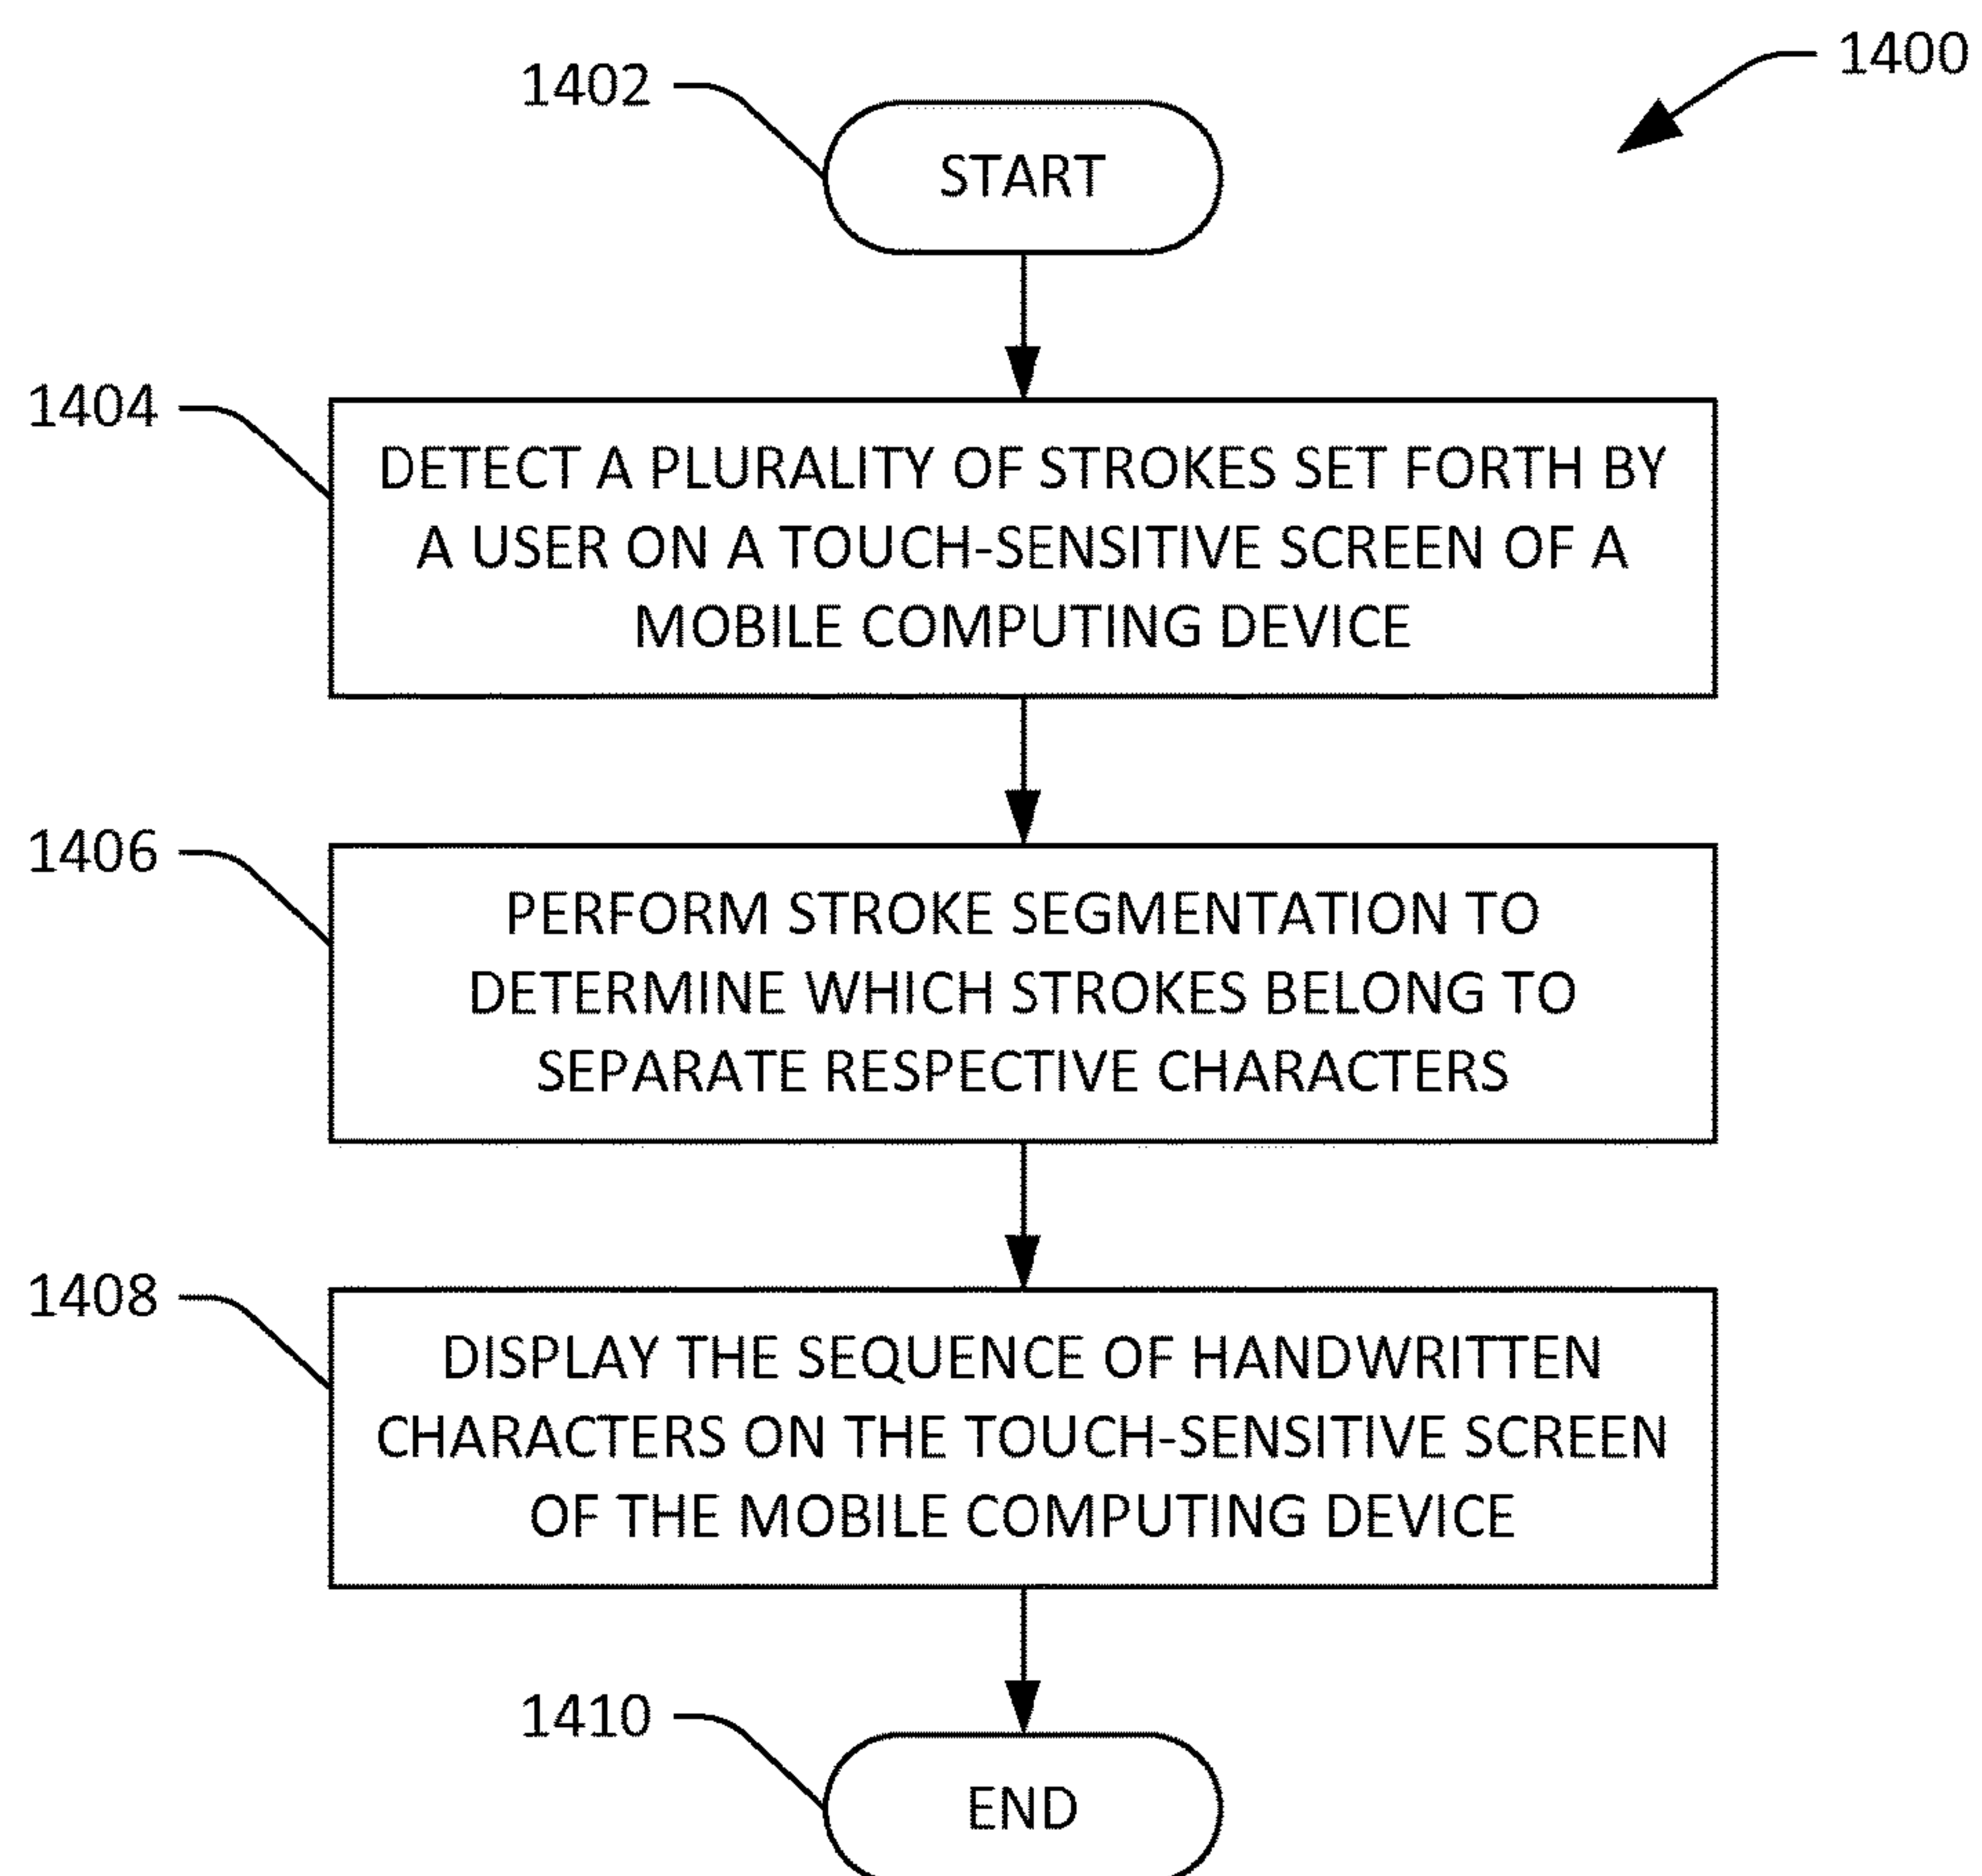 1400
1402
START
1404
DETECT A PLURALITY OF STROKES SET FORTH BY
A USER ON A TOUCH-SENSITIVE SCREEN OF A
MOBILE COMPUTING DEVICE
1406
PERFORM STROKE SEGMENTATION TO
DETERMINE WHICH STROKES BELONG TO
SEPARATE RESPECTIVE CHARACTERS
1408
DISPLAY THE SEQUENCE OF HANDWRITTEN
CHARACTERS ON THE TOUCH-SENSITIVE SCREEN
OF THE MOBILE COMPUTING DEVICE
1410
END